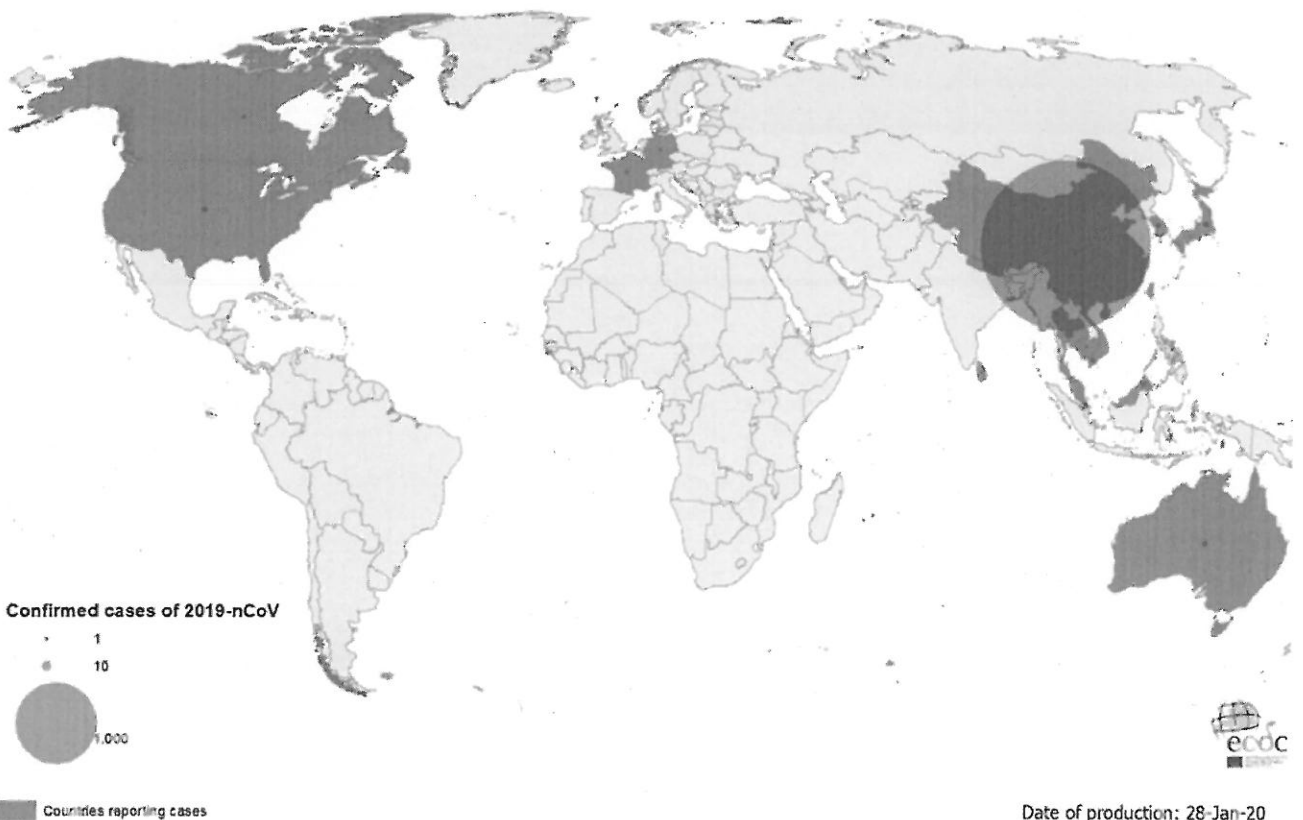 Confirmed cases of 2019-nCoV
1
10
1,000
ecdc
Countries reporting cases
Date of production: 28-Jan-20